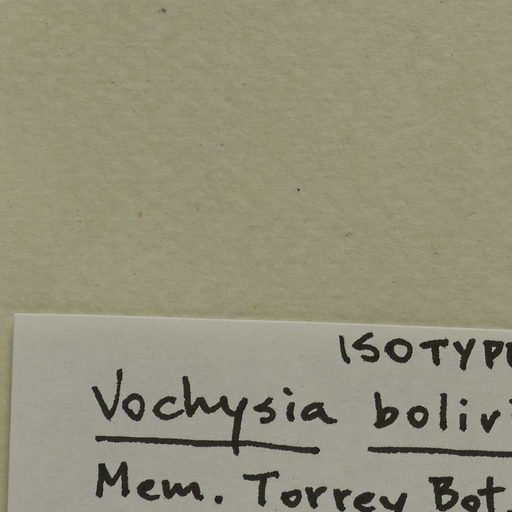 ISOTYP
Vochysia boliv
Mem. Torrey Bot.